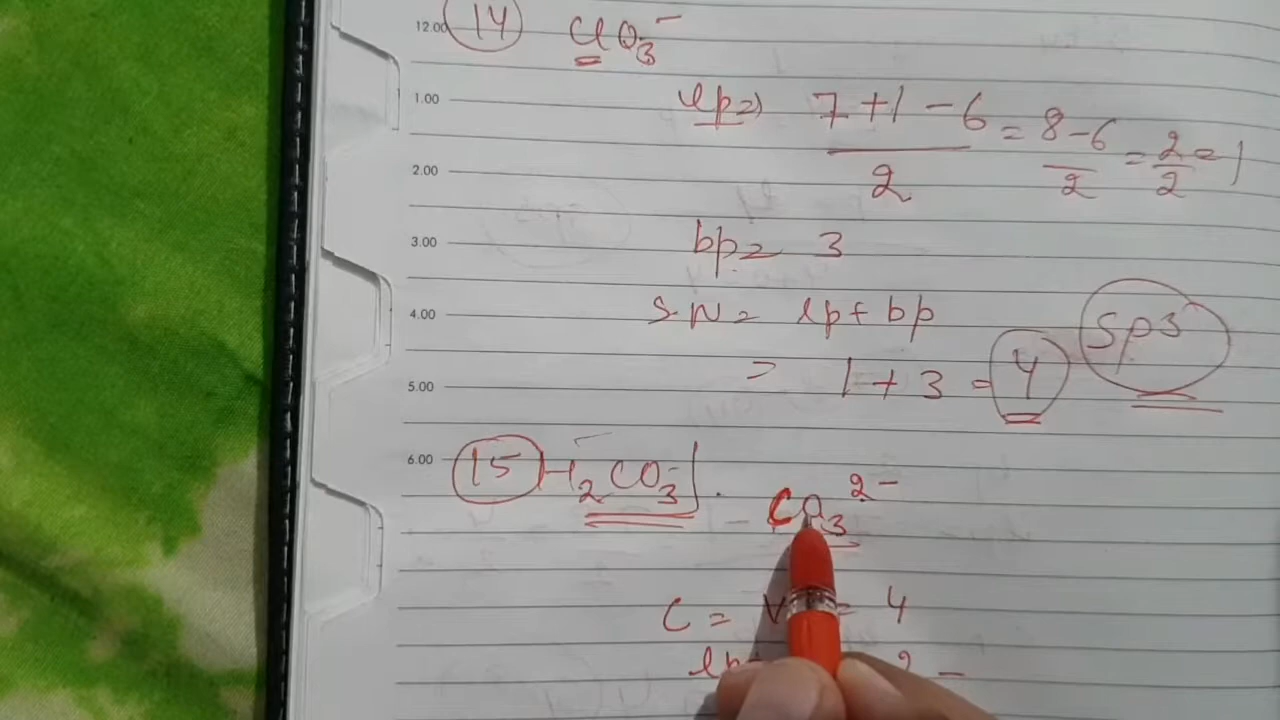 12.00 14 ClO3 -
1.00 lp => 7+1-6/2 = 8-6/2 = 2/2 = 1
2.00
3.00 bp= 3
4.00 SN= lp+bp sp3
5.00 = 1+3 = 4
6.00 15 H2CO3 . CO3 2-
C = = 4
2 -